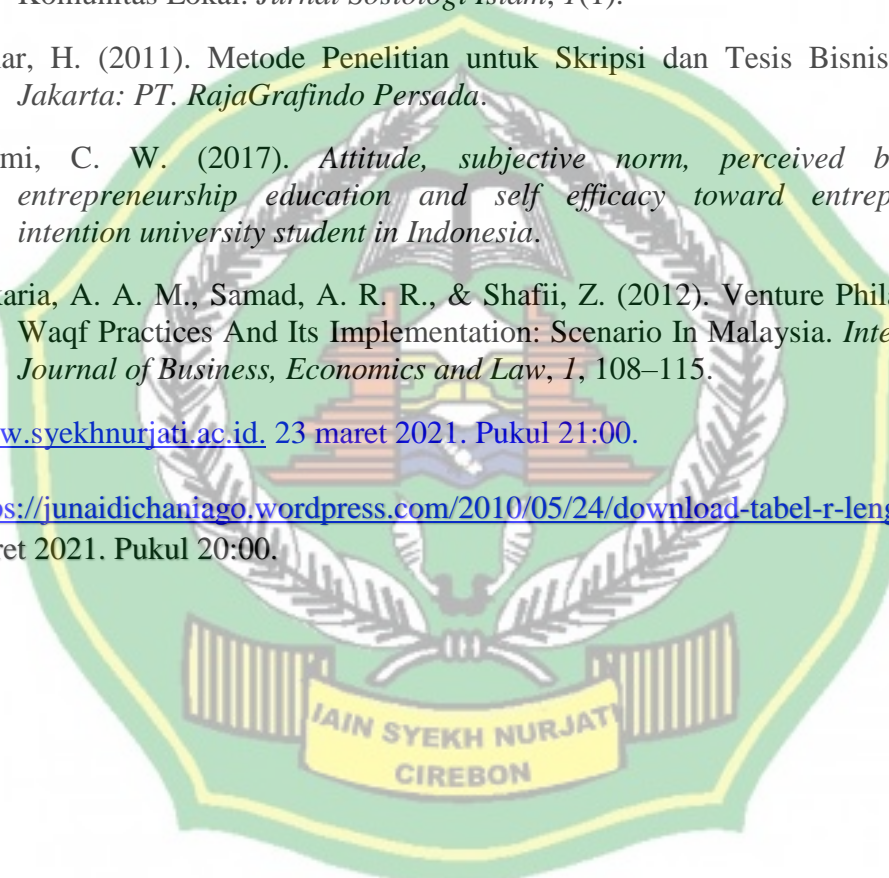 Komunitas Lokal. Jurnal Sosiologi Islam, 1(1).
ar, H. (2011). Metode Penelitian untuk Skripsi dan Tesis Bisnis
Jakarta: PT. RajaGrafindo Persada.
mi, C. W. (2017). Attitude, subjective norm, perceived b
entrepreneurship education and self efficacy toward entrep
intention university student in Indonesia.
aria, A. A. M., Samad, A. R. R., & Shafii, Z. (2012). Venture Phila
Waqf Practices And Its Implementation: Scenario In Malaysia. Inte
Journal of Business, Economics and Law, 1, 108–115.
w.syekhnurjati.ac.id. 23 maret 2021. Pukul 21:00.
os://junaidichaniago.wordpress.com/2010/05/24/download-tabel-r-leng
ret 2021. Pukul 20:00.
IAIN SYEKH NURJATI
CIREBON